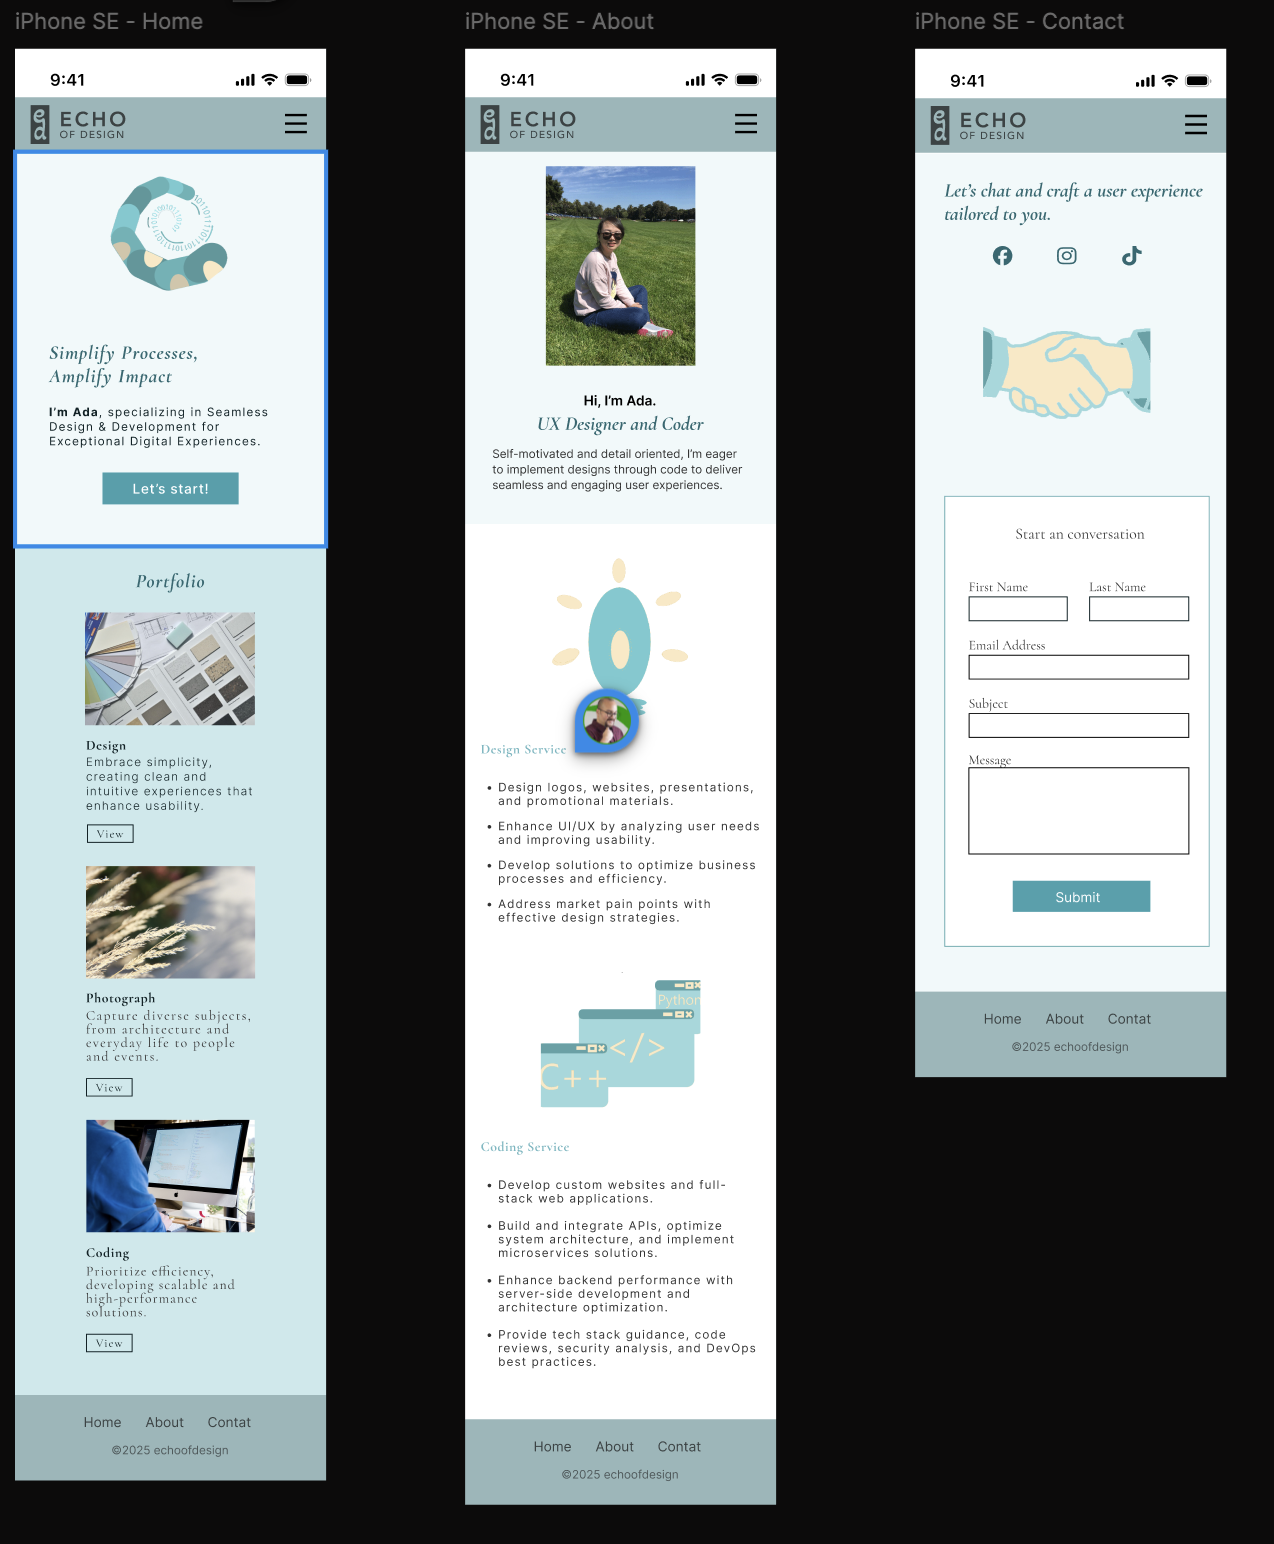 iPhone SE - Home
9:41
ed
ECHO
OF DESIGN
Simplify Processes,
Amplify Impact
I'm Ada, specializing in Seamless
Design & Development for
Exceptional Digital Experiences.
Let's start!
Portfolio
Design
Embrace simplicity,
creating clean and
intuitive experiences that
enhance usability.
View
Photograph
Capture diverse subjects,
from architecture and
everyday life to people
and events.
View
Coding
Prioritize efficiency,
developing scalable and
high-performance
solutions.
View
Home About Contat
©2025 echoofdesign
iPhone SE - About
9:41
ed
ECHO
OF DESIGN
Hi, I'm Ada.
UX Designer and Coder
Self-motivated and detail oriented, I'm eager
to implement designs through code to deliver
seamless and engaging user experiences.
Design Service
• Design logos, websites, presentations,
and promotional materials.
• Enhance UI/UX by analyzing user needs
and improving usability.
• Develop solutions to optimize business
processes and efficiency.
• Address market pain points with
effective design strategies.
Python
</>
C++
Coding Service
• Develop custom websites and full-
stack web applications.
• Build and integrate APIs, optimize
system architecture, and implement
microservices solutions.
• Enhance backend performance with
server-side development and
architecture optimization.
• Provide tech stack guidance, code
reviews, security analysis, and DevOps
best practices.
Home About Contat
©2025 echoofdesign
iPhone SE - Contact
9:41
ed
ECHO
OF DESIGN
Let's chat and craft a user experience
tailored to you.
Start an conversation
First Name Last Name
Email Address
Subject
Message
Submit
Home About Contat
©2025 echoofdesign